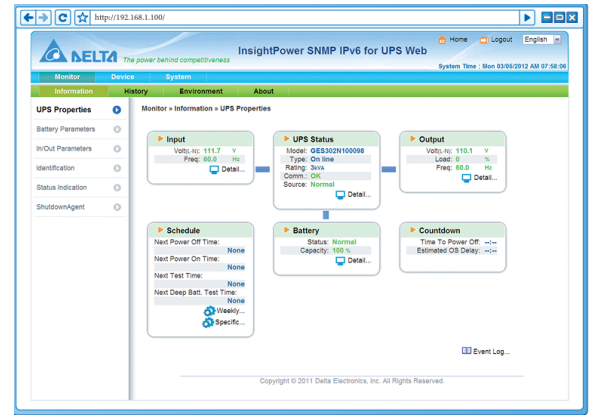 http://192.168.1.100/
Home Logout English
DELTA The power behind competitiveness
InsightPower SNMP IPv6 for UPS Web
System Time : Mon 03/05/2012 AM 07:58:06
Monitor Device System
Information History Environment About
UPS Properties
Battery Parameters
In/Out Parameters
Identification
Status Indication
ShutdownAgent
Monitor » Information » UPS Properties
Input
Volt(L-N): 111.7 V
Freq: 60.0 Hz
Detail...
UPS Status
Model: GES302N100098
Type: On line
Rating: 3kVA
Comm.: OK
Source: Normal
Detail...
Output
Volt(L-N): 110.1 V
Load: 0 %
Freq: 60.0 Hz
Detail...
Schedule
Next Power Off Time:
None
Next Power On Time:
None
Next Test Time:
None
Next Deep Batt. Test Time:
None
Weekly...
Specific...
Battery
Status: Normal
Capacity: 100 %
Detail...
Countdown
Time To Power Off: --:--
Estimated OS Delay: --:--
Event Log...
Copyright © 2011 Delta Electronics, Inc. All Rights Reserved.